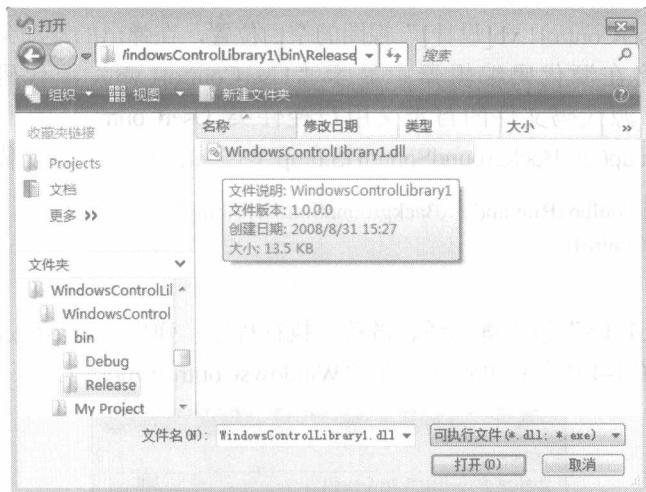 打开
/indowsControlLibrary1\bin\Release
搜索
组织 视图 新建文件夹
收藏夹链接
Projects
文档
更多 >>
文件夹
WindowsControlLi
WindowsControl
bin
Debug
Release
My Project
名称 修改日期 类型 大小 »
WindowsControlLibrary1.dll
文件说明: WindowsControlLibrary1
文件版本: 1.0.0.0
创建日期: 2008/8/31 15:27
大小: 13.5 KB
文件名(N): WindowsControlLibrary1.dll 可执行文件(*.dll; *.exe)
打开(O) 取消